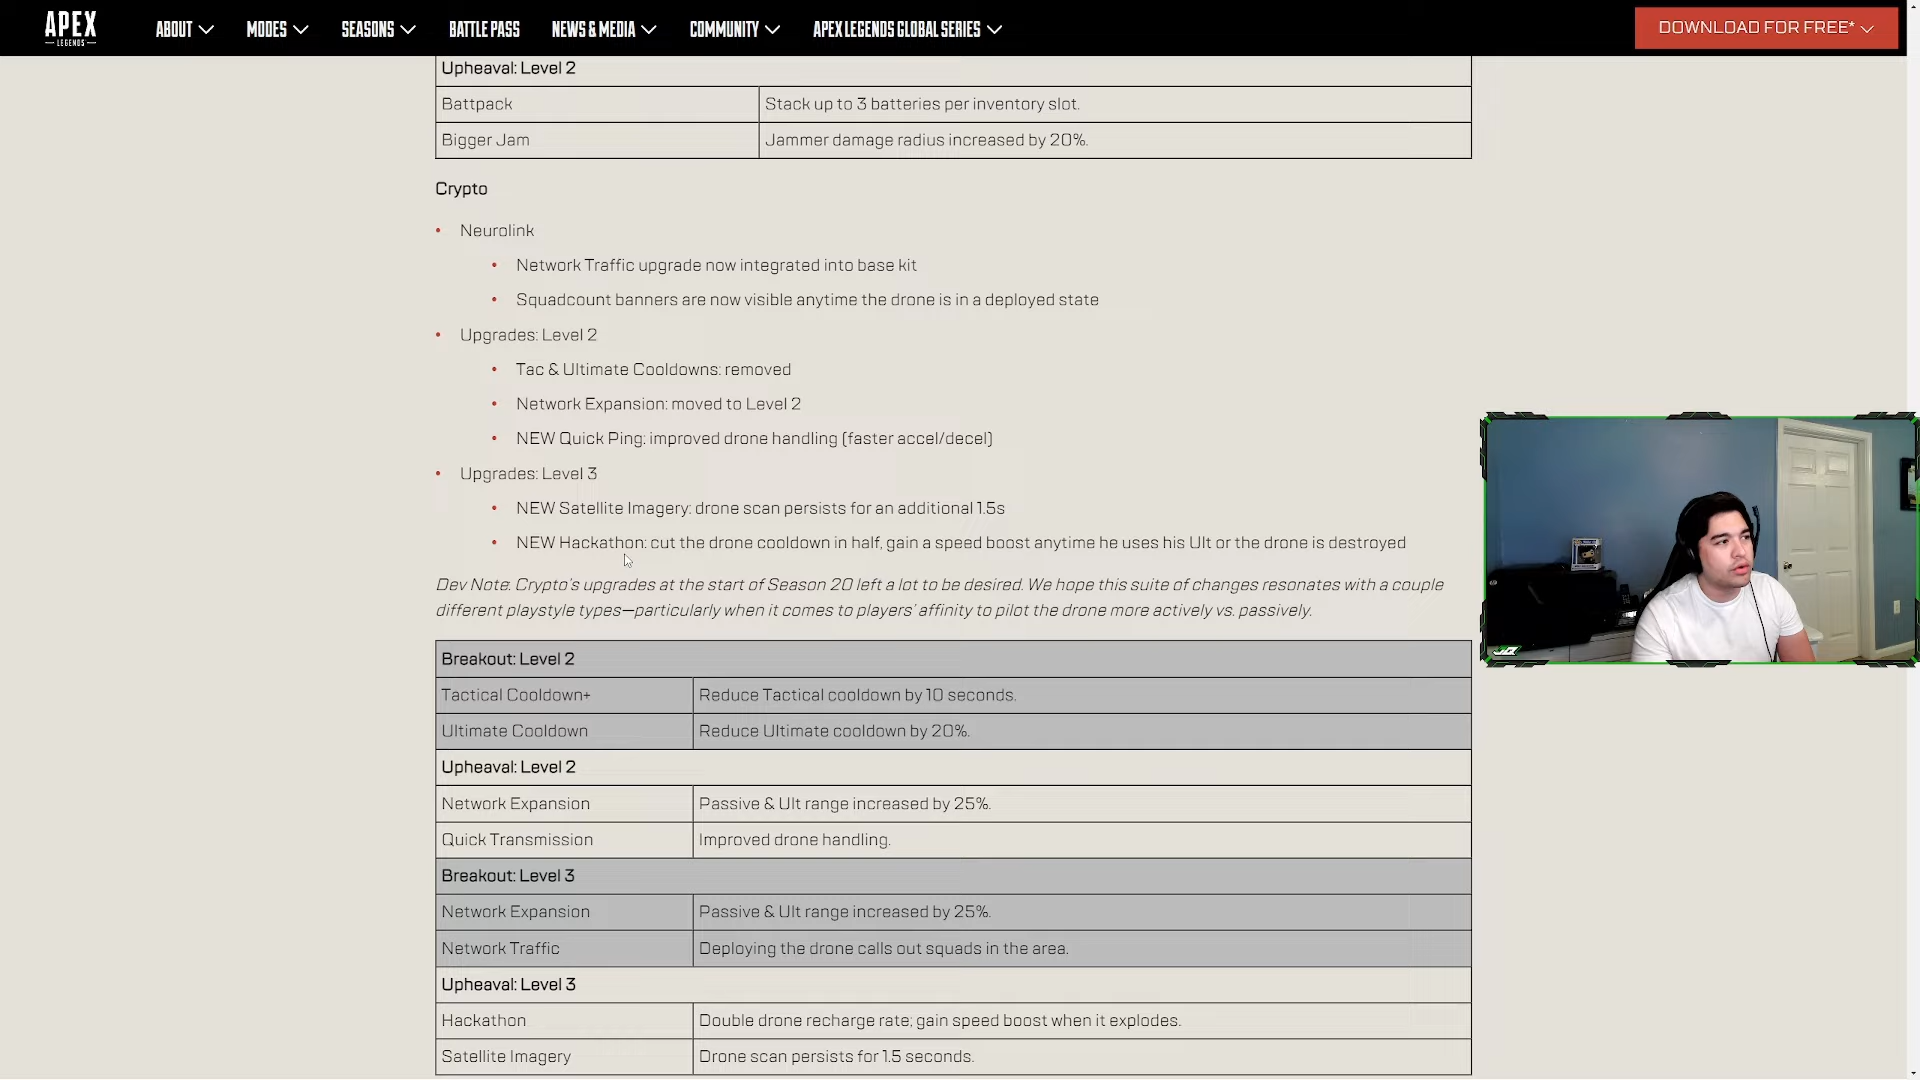 APEX
LEGENDS
ABOUT
MODES
SEASONS
BATTLE PASS
NEWS & MEDIA
COMMUNITY
APEX LEGENDS GLOBAL SERIES
DOWNLOAD FOR FREE*
Upheaval: Level 2
Battpack Stack up to 3 batteries per inventory slot.
Bigger Jam Jammer damage radius increased by 20%.
Crypto
• Neurolink
• Network Traffic upgrade now integrated into base kit
• Squadcount banners are now visible anytime the drone is in a deployed state
• Upgrades: Level 2
• Tac & Ultimate Cooldowns: removed
• Network Expansion: moved to Level 2
• NEW Quick Ping: improved drone handling (faster accel/decel)
• Upgrades: Level 3
• NEW Satellite Imagery: drone scan persists for an additional 1.5s
• NEW Hackathon: cut the drone cooldown in half, gain a speed boost anytime he uses his Ult or the drone is destroyed
Dev Note: Crypto's upgrades at the start of Season 20 left a lot to be desired. We hope this suite of changes resonates with a couple
different playstyle types—particularly when it comes to players' affinity to pilot the drone more actively vs. passively.
Breakout: Level 2
Tactical Cooldown+ Reduce Tactical cooldown by 10 seconds.
Ultimate Cooldown Reduce Ultimate cooldown by 20%.
Upheaval: Level 2
Network Expansion Passive & Ult range increased by 25%.
Quick Transmission Improved drone handling.
Breakout: Level 3
Network Expansion Passive & Ult range increased by 25%.
Network Traffic Deploying the drone calls out squads in the area.
Upheaval: Level 3
Hackathon Double drone recharge rate; gain speed boost when it explodes.
Satellite Imagery Drone scan persists for 1.5 seconds.